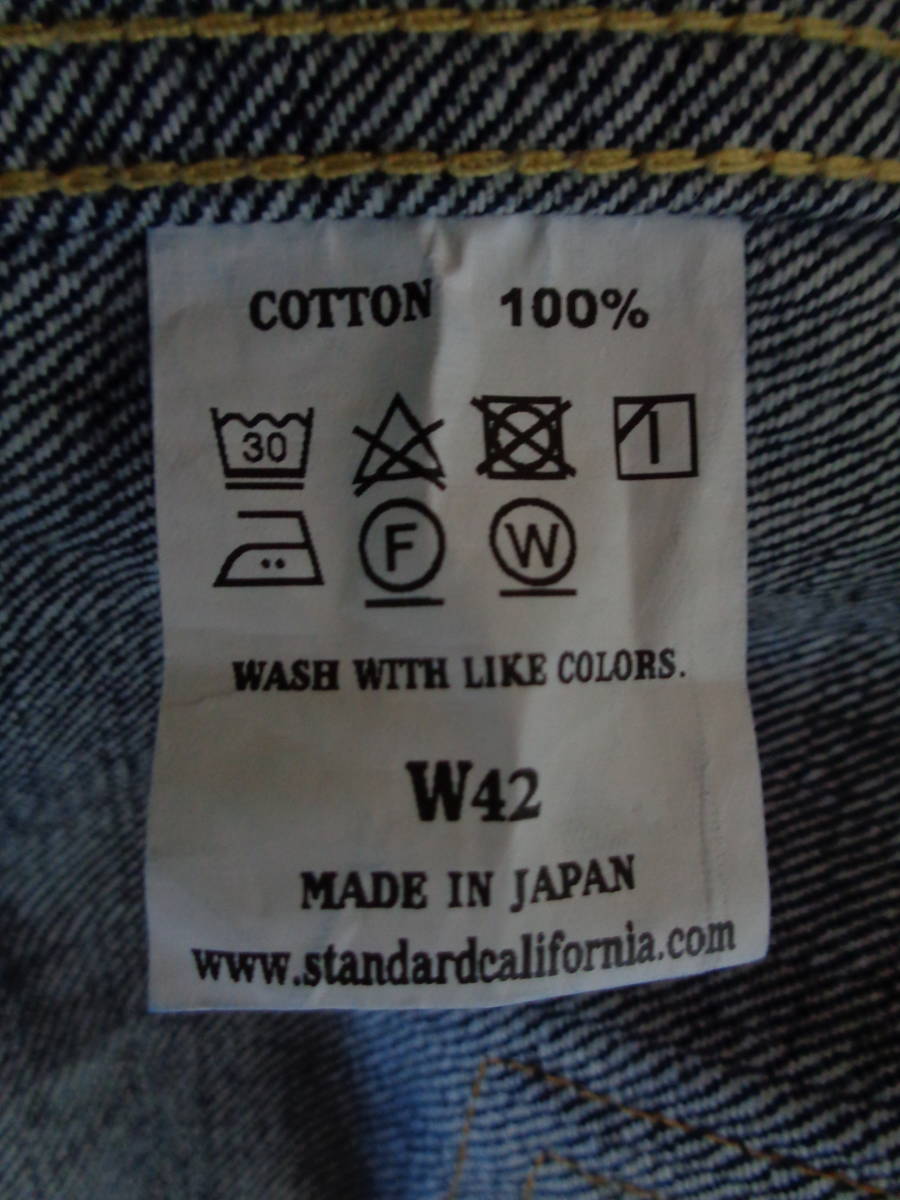 COTTON 100%
30
F W
WASH WITH LIKE COLORS.
W42
MADE IN JAPAN
www.standardcalifornia.com